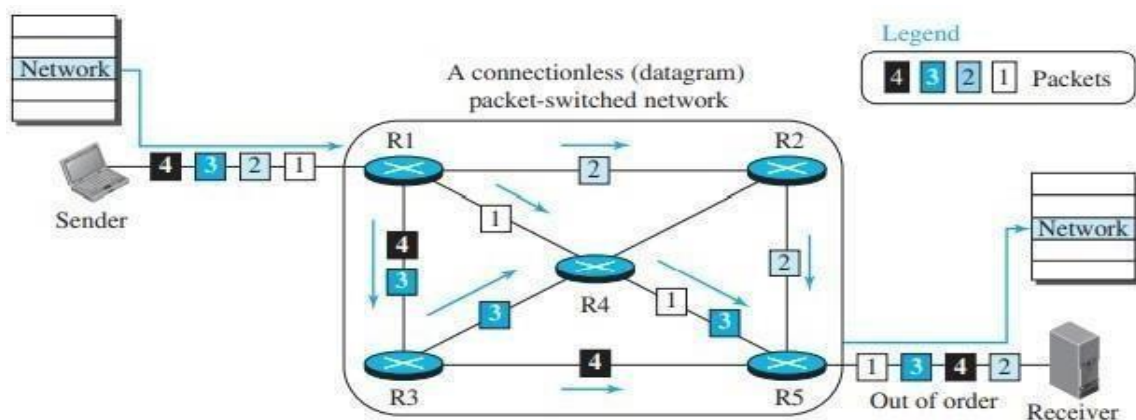 Legend
4 3 2 1 Packets
Network
A connectionless (datagram)
packet-switched network
R1
R2
4 3 2 1
2
Sender
1
Network
4
3
2
R4
3
1
3
4
R3
R5
1 3 4 2
Out of order
Receiver